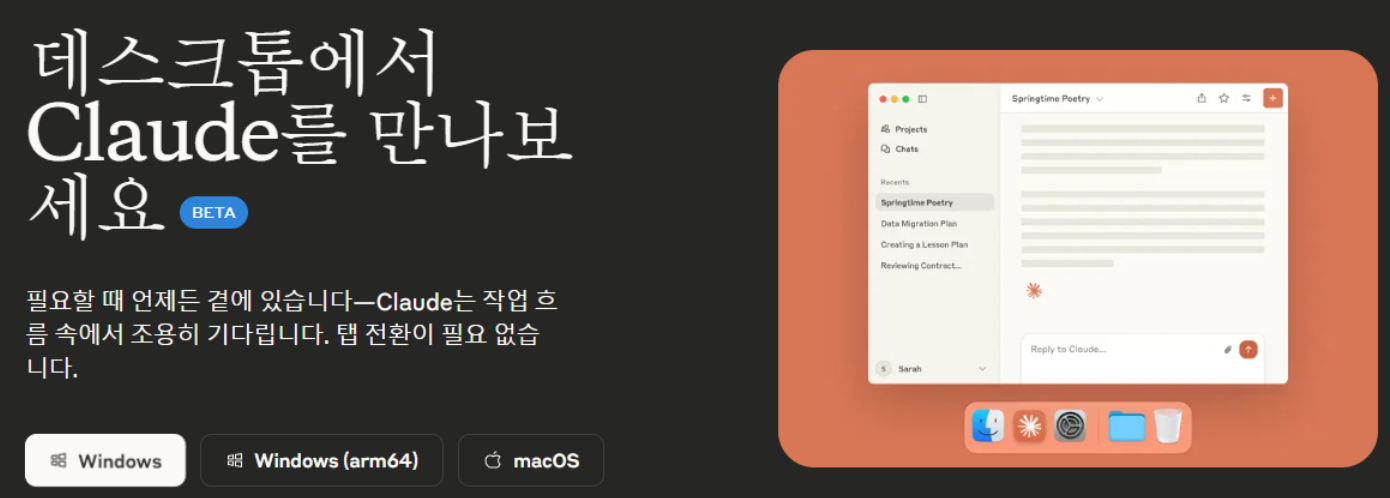 데스크톱에서
Claude를 만나보
세요 BETA
필요할 때 언제든 곁에 있습니다—Claude는 작업 흐
름 속에서 조용히 기다립니다. 탭 전환이 필요 없습
니다.
Windows
Windows (arm64)
macOS
Springtime Poetry
Projects
Chats
Recents
Springtime Poetry
Data Migration Plan
Creating a Lesson Plan
Reviewing Contract...
S Sarah
Reply to Claude...